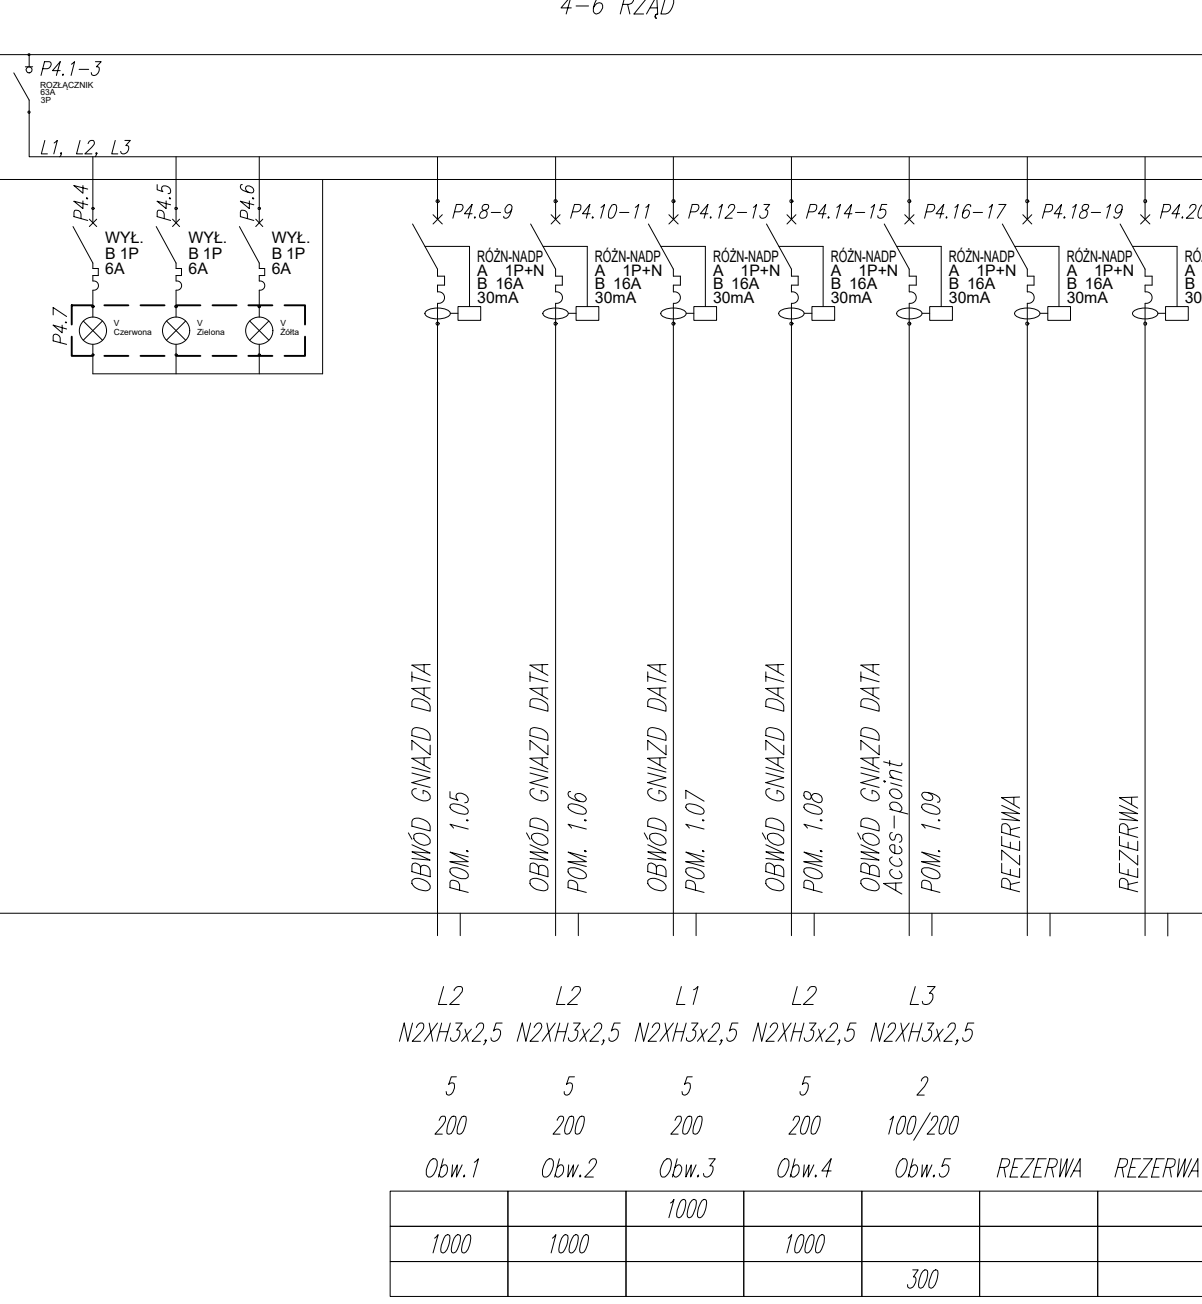 4-6 RZĄD
P4.1-3
ROZŁĄCZNIK
63A
3P
L1, L2, L3
P4.4
WYŁ.
B 1P
6A
P4.5
WYŁ.
B 1P
6A
P4.6
WYŁ.
B 1P
6A
P4.7
V
Czerwona
V
Zielona
V
Żółta
P4.8-9
RÓŻN-NADP
A 1P+N
B 16A
30mA
P4.10-11
RÓŻN-NADP
A 1P+N
B 16A
30mA
P4.12-13
RÓŻN-NADP
A 1P+N
B 16A
30mA
P4.14-15
RÓŻN-NADP
A 1P+N
B 16A
30mA
P4.16-17
RÓŻN-NADP
A 1P+N
B 16A
30mA
P4.18-19
RÓŻN-NADP
A 1P+N
B 16A
30mA
P4.20
A
B
30
OBWÓD GNIAZD DATA
POM. 1.05
OBWÓD GNIAZD DATA
POM. 1.06
OBWÓD GNIAZD DATA
POM. 1.07
OBWÓD GNIAZD DATA
POM. 1.08
OBWÓD GNIAZD DATA
Acces-point
POM. 1.09
REZERWA
REZERWA
L2 L2 L1 L2 L3
N2XH3x2,5 N2XH3x2,5 N2XH3x2,5 N2XH3x2,5 N2XH3x2,5
5 5 5 5 2
200 200 200 200 100/200
Obw.1 Obw.2 Obw.3 Obw.4 Obw.5 REZERWA REZERWA
1000
1000 1000 1000
300